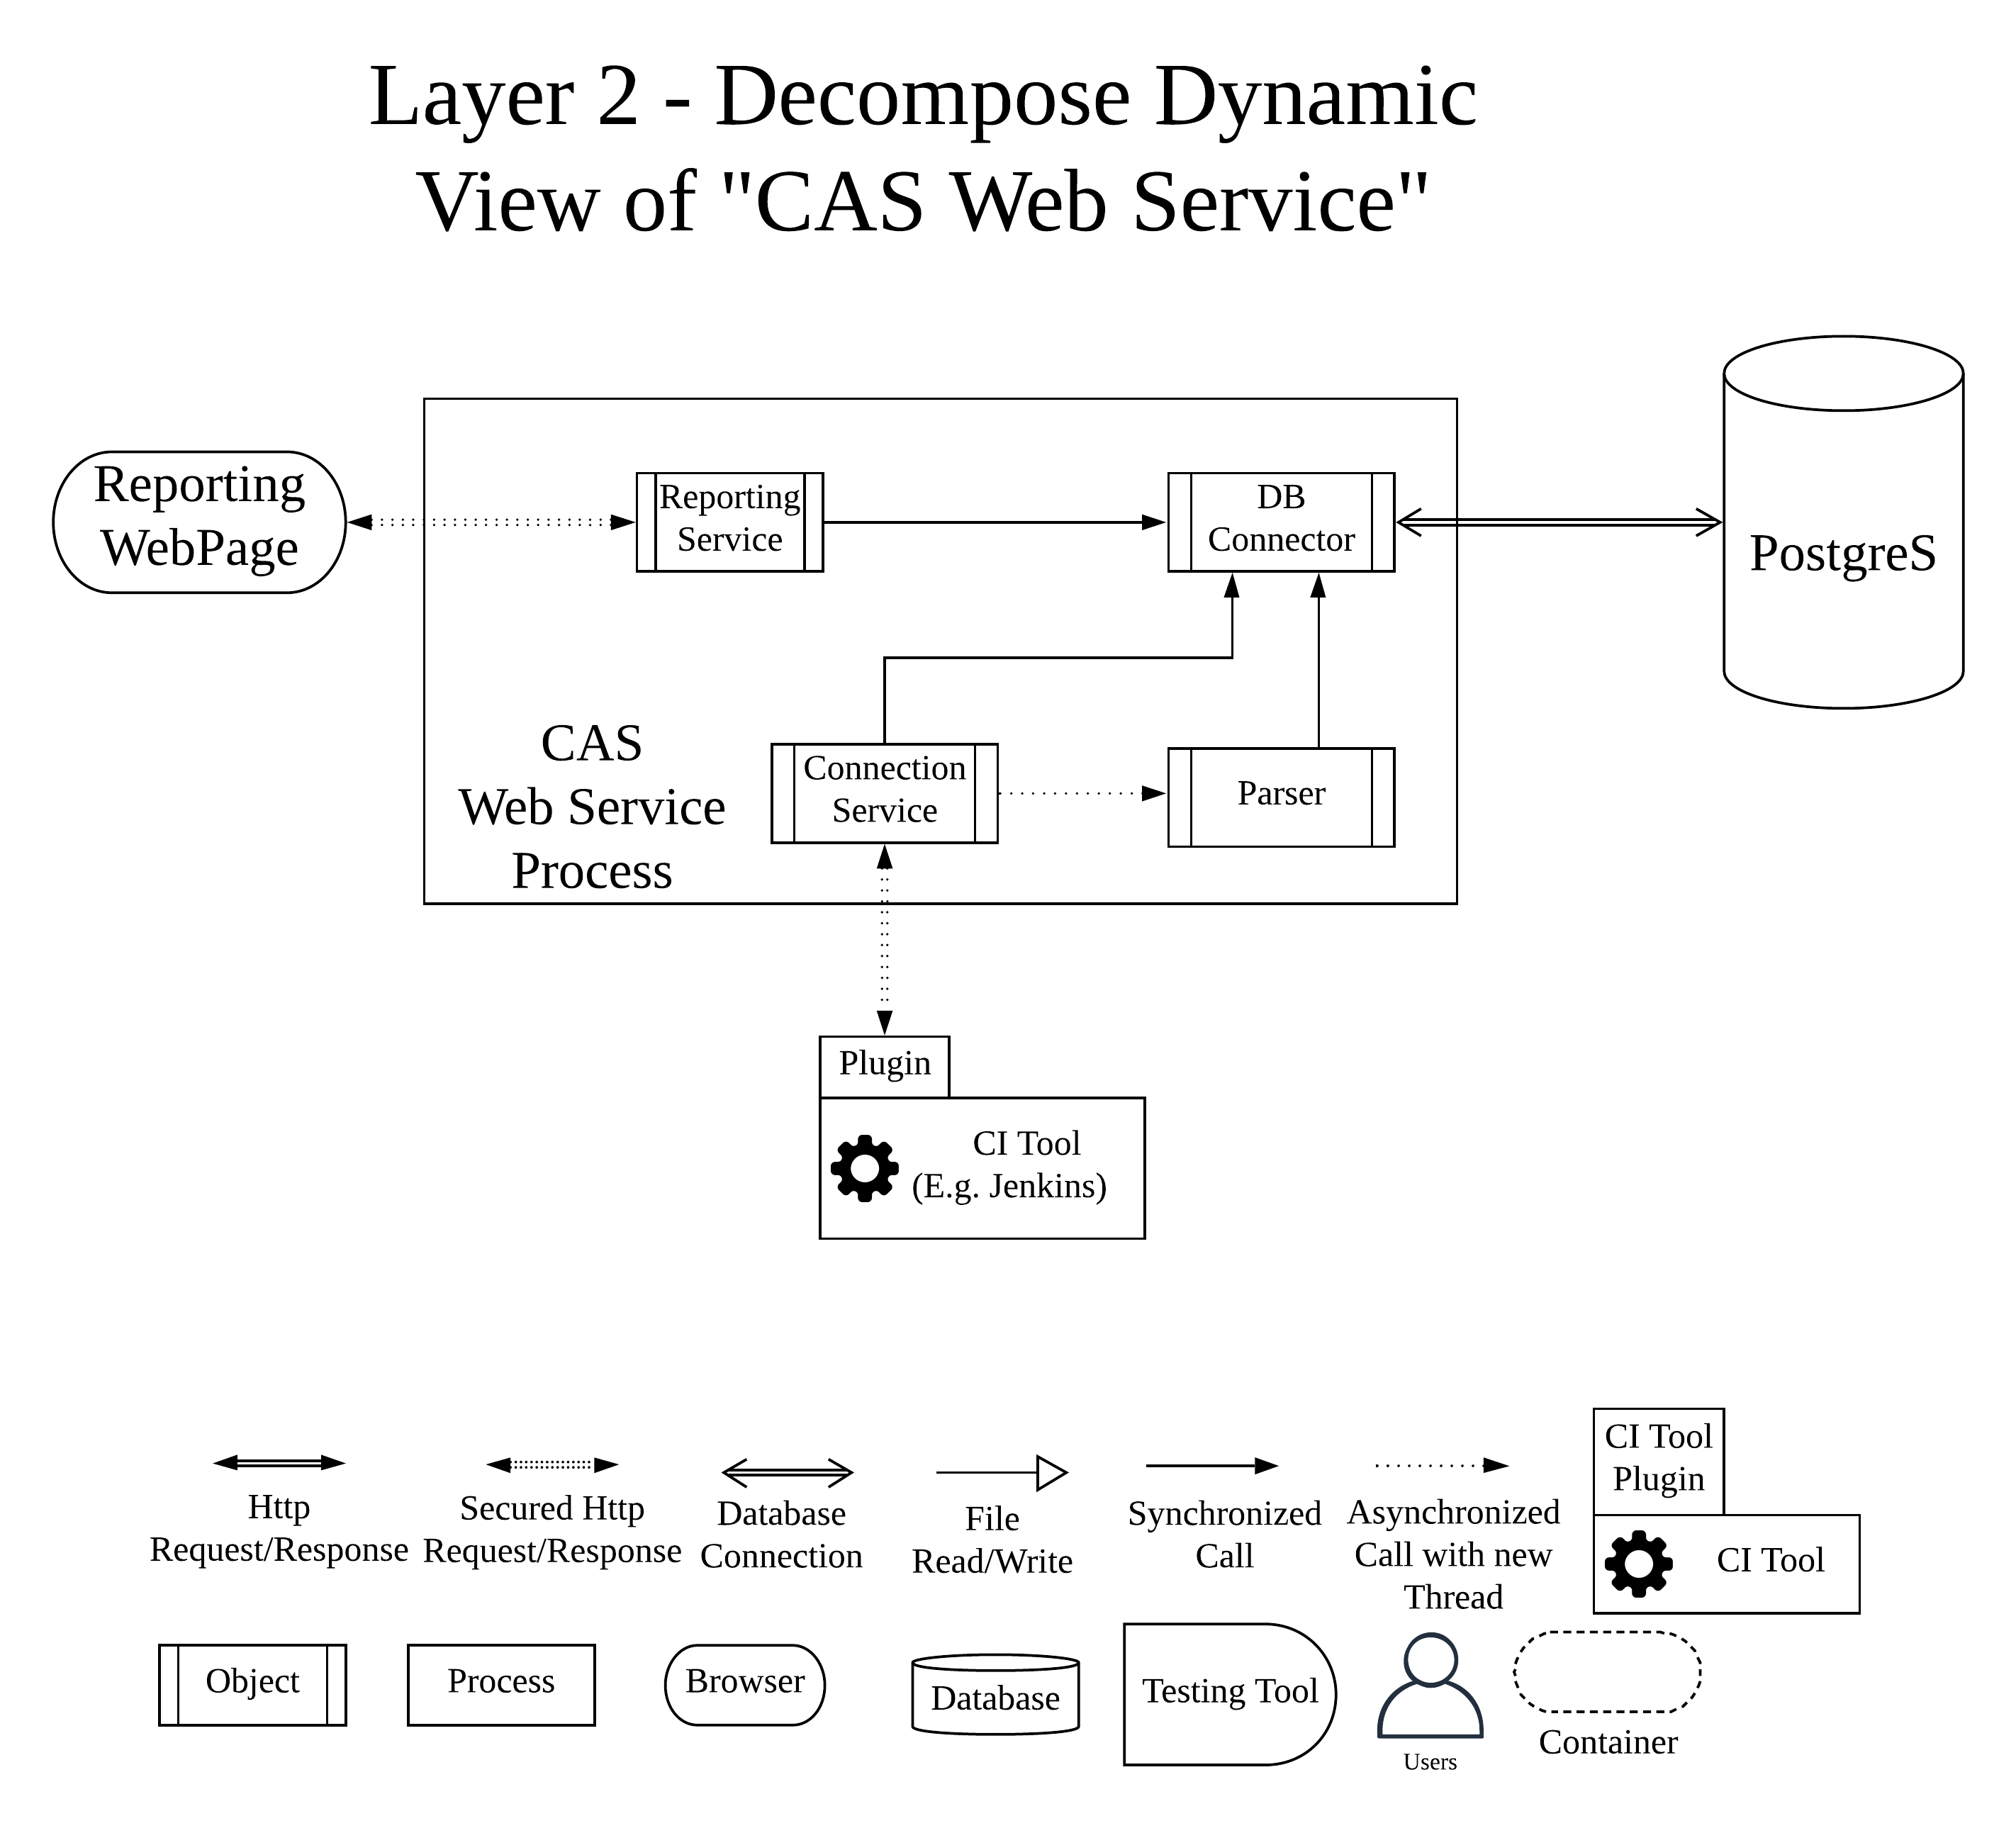 Layer 2 - Decompose Dynamic
View of "CAS Web Service"
Reporting
WebPage
Reporting
Service
DB
Connector
PostgreS
CAS
Web Service
Process
Connection
Service
Parser
Plugin
CI Tool
(E.g. Jenkins)
Http
Request/Response
Secured Http
Request/Response
Database
Connection
File
Read/Write
Synchronized
Call
Asynchronized
Call with new
Thread
CI Tool
Plugin
CI Tool
Object
Process
Browser
Database
Testing Tool
Users
Container